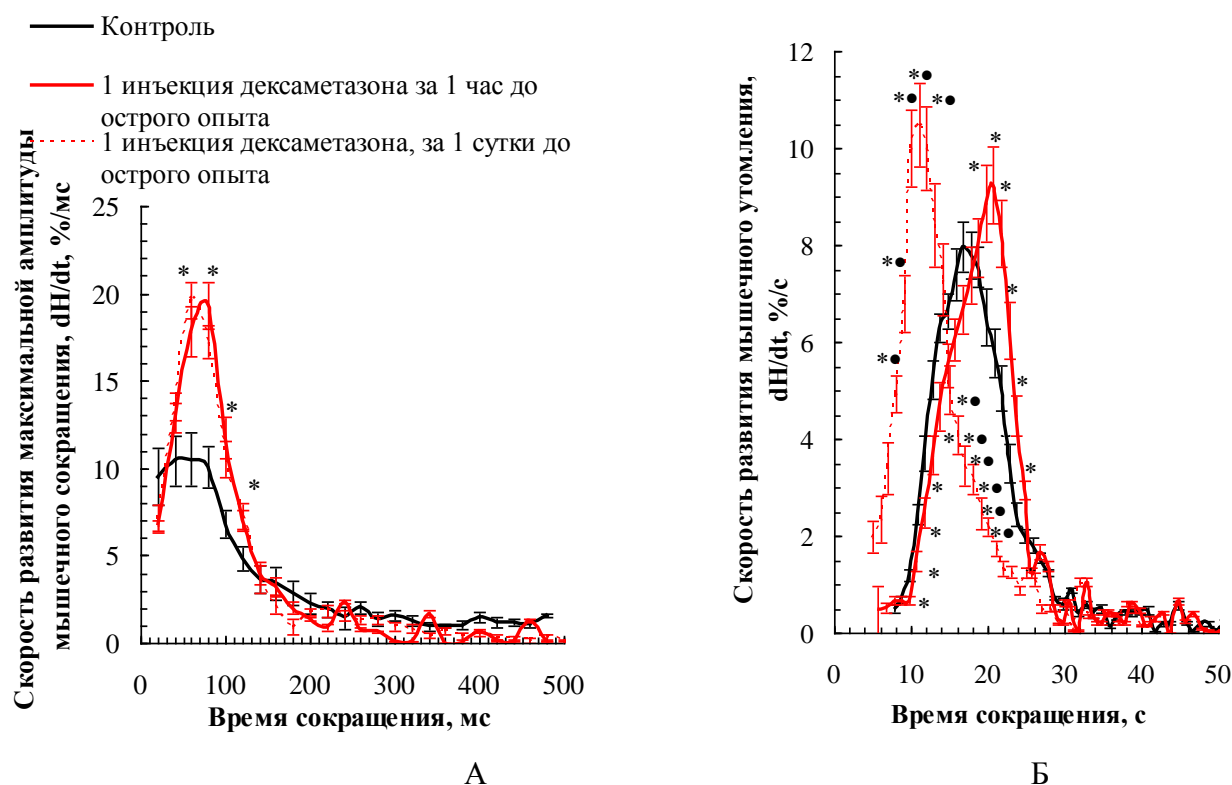 Контроль
1 инъекция дексаметазона за 1 час до
острого опыта
1 инъекция дексаметазона, за 1 сутки до
острого опыта
Скорость развития максимальной амплитуды
мышечного сокращения, dH/dt, %/мс
25
20
15
10
5
0
0 100 200 300 400 500
Время сокращения, мс
А
Скорость развития мышечного утомления,
dH/dt, %/с
12
10
8
6
4
2
0
0 10 20 30 40 50
Время сокращения, с
Б